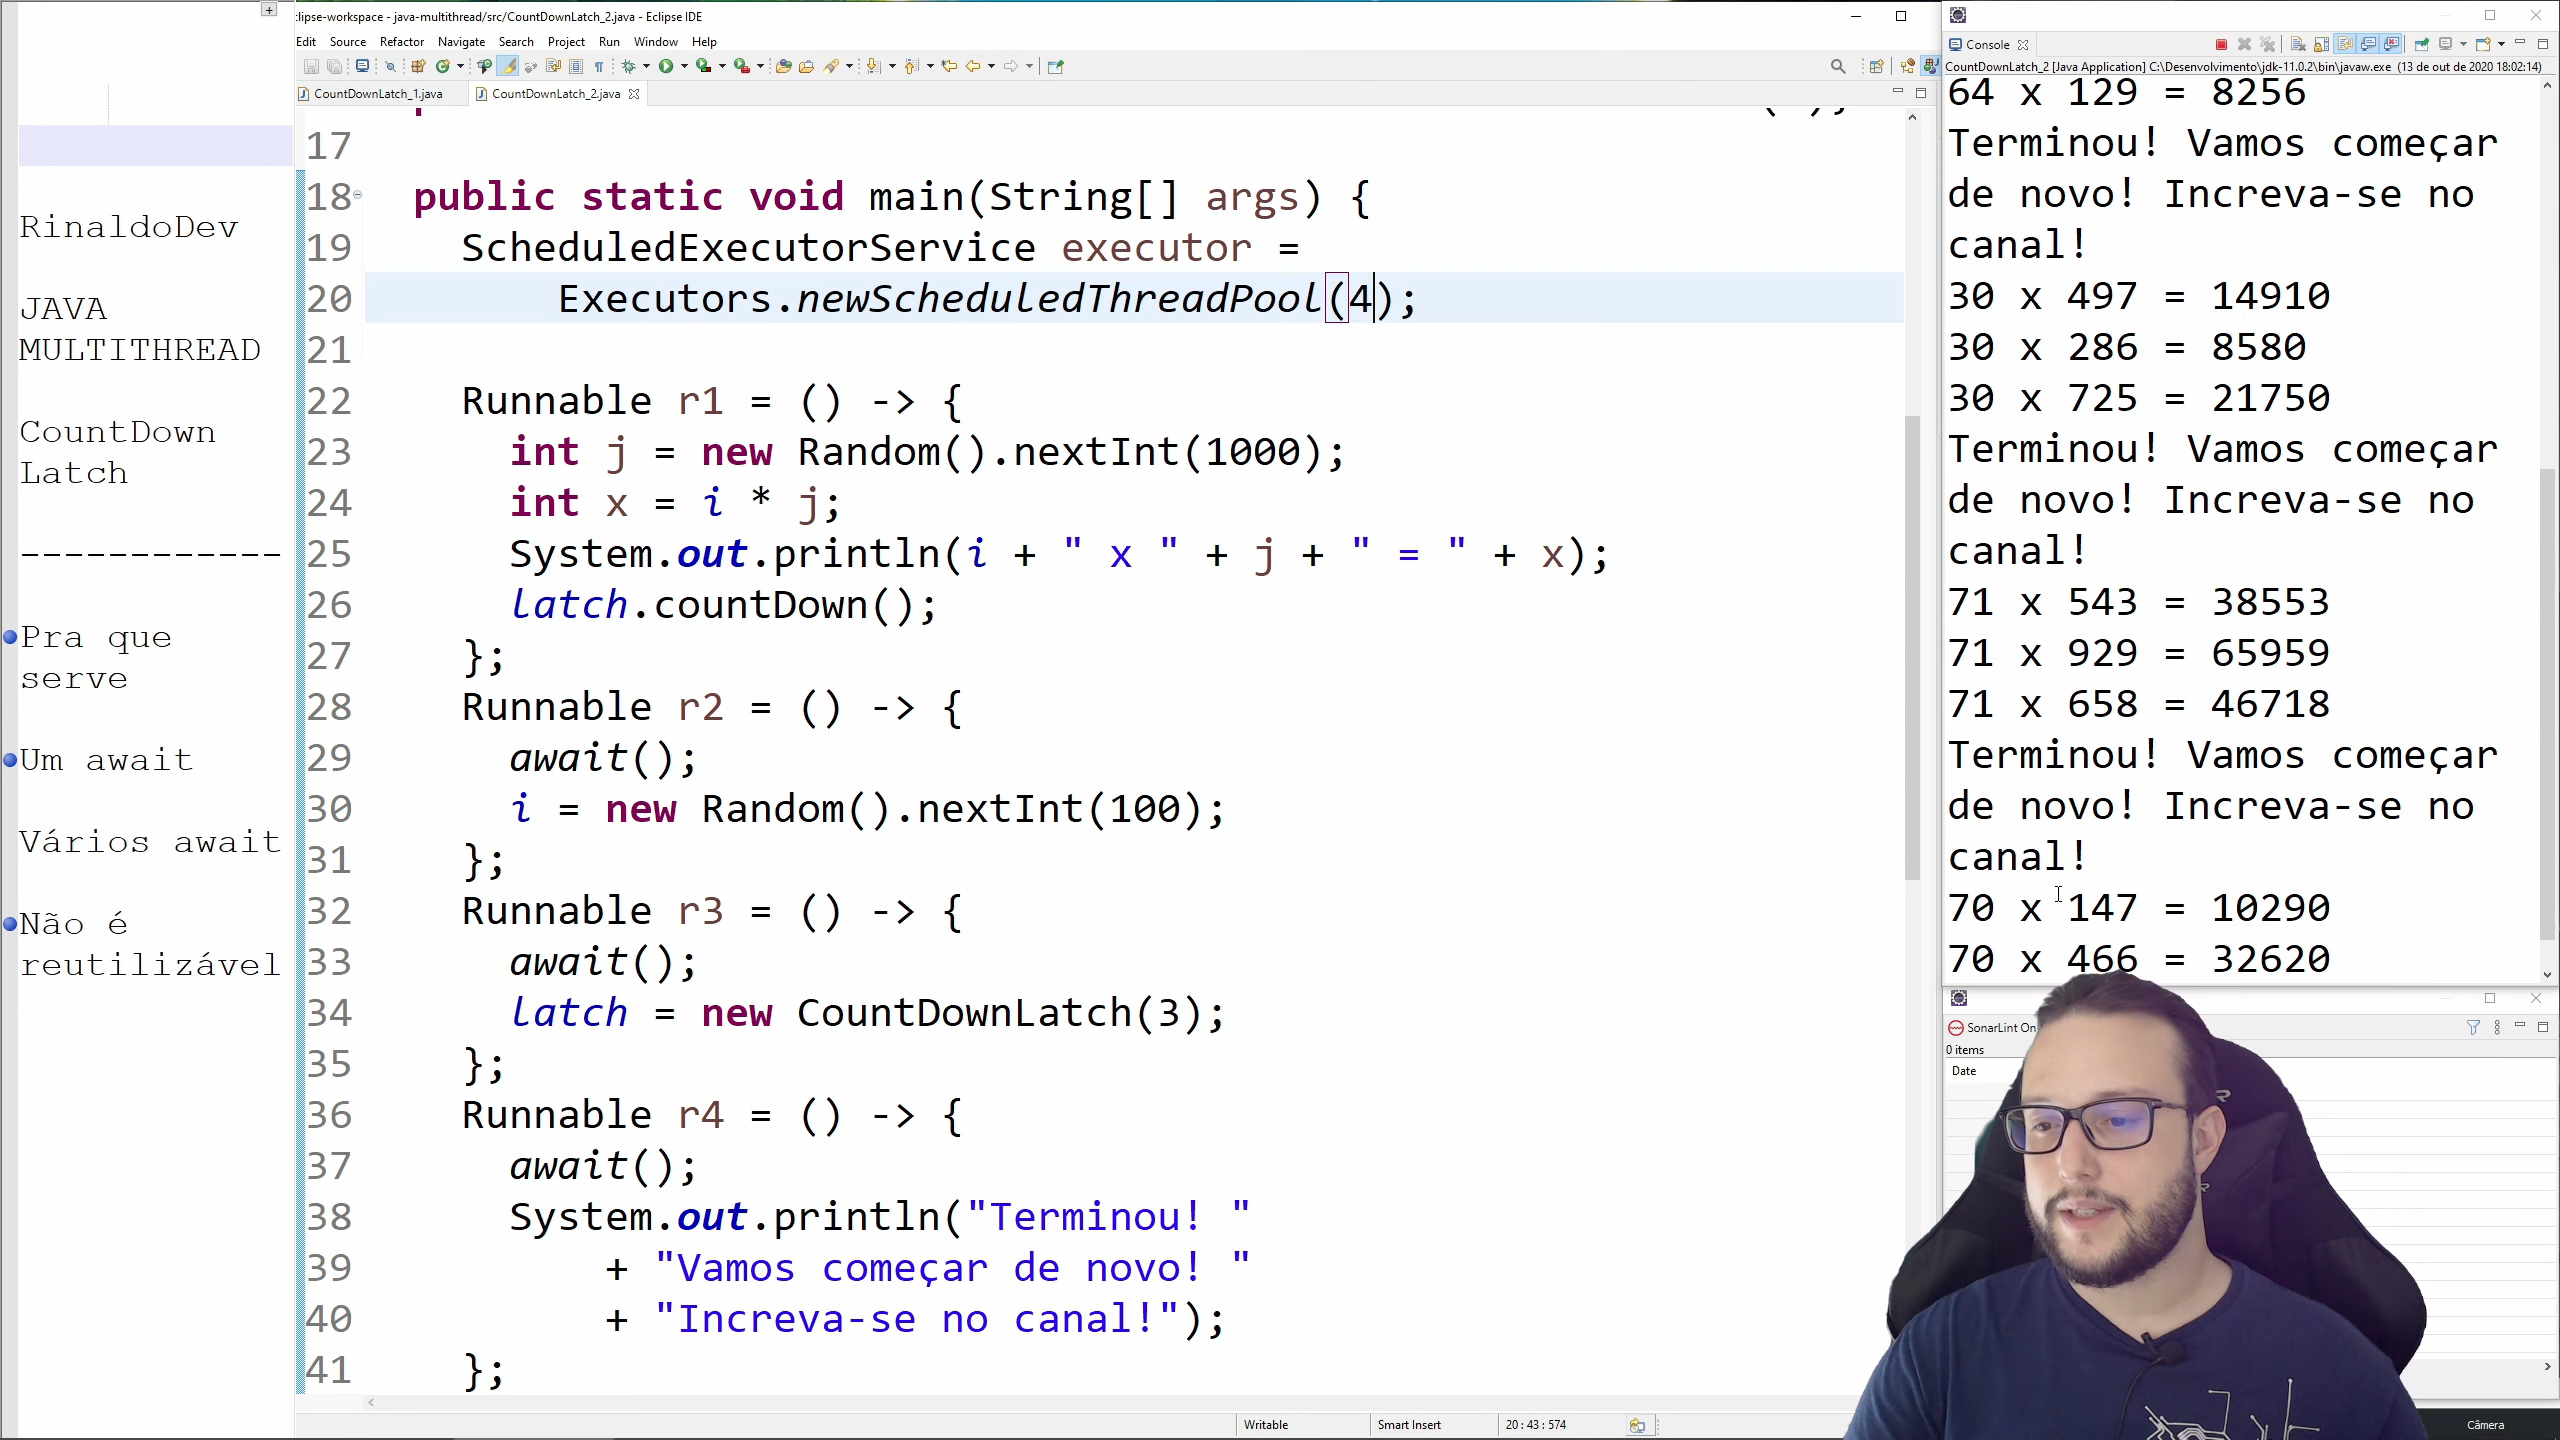 +
RinaldoDev
JAVA
MULTITHREAD
CountDown
Latch
------------
Pra que
serve
Um await
Vários await
Não é
reutilizável
clipse-workspace - java-multithread/src/CountDownLatch_2.java - Eclipse IDE
Edit Source Refactor Navigate Search Project Run Window Help
CountDownLatch_1.java CountDownLatch_2.java
17
18 public static void main(String[] args) {
19 ScheduledExecutorService executor =
20 Executors.newScheduledThreadPool(4);
21
22 Runnable r1 = () -> {
23 int j = new Random().nextInt(1000);
24 int x = i * j;
25 System.out.println(i + " x " + j + " = " + x);
26 latch.countDown();
27 };
28 Runnable r2 = () -> {
29 await();
30 i = new Random().nextInt(100);
31 };
32 Runnable r3 = () -> {
33 await();
34 latch = new CountDownLatch(3);
35 };
36 Runnable r4 = () -> {
37 await();
38 System.out.println("Terminou! "
39 + "Vamos começar de novo! "
40 + "Increva-se no canal!");
41 };
Writable Smart Insert 20 : 43 : 574
Console
CountDownLatch_2 [Java Application] C:\Desenvolvimento\jdk-11.0.2\bin\javaw.exe (13 de out de 2020 18:02:14)
64 x 129 = 8256
Terminou! Vamos começar
de novo! Increva-se no
canal!
30 x 497 = 14910
30 x 286 = 8580
30 x 725 = 21750
Terminou! Vamos começar
de novo! Increva-se no
canal!
71 x 543 = 38553
71 x 929 = 65959
71 x 658 = 46718
Terminou! Vamos começar
de novo! Increva-se no
canal!
70 x 147 = 10290
70 x 466 = 32620
SonarLint On
0 items
Date
Câmera